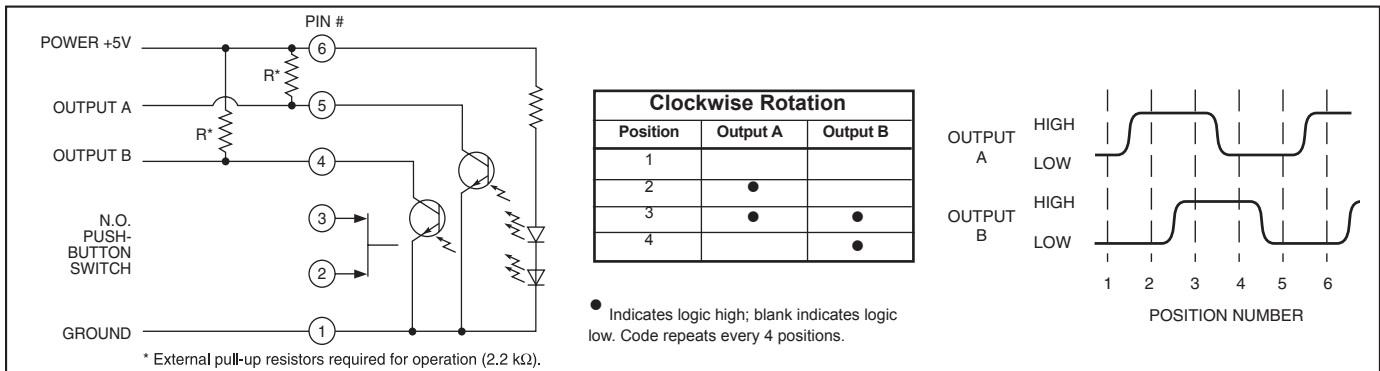 PIN #
POWER +5V
6
R*
OUTPUT A
5
R*
OUTPUT B
4
N.O.
PUSH-
BUTTON
SWITCH
3
2
GROUND
1
* External pull-up resistors required for operation (2.2 kΩ).
Clockwise Rotation
Position Output A Output B
1
2 ●
3 ● ●
4 ●
● Indicates logic high; blank indicates logic
low. Code repeats every 4 positions.
OUTPUT
A
HIGH
LOW
OUTPUT
B
HIGH
LOW
1 2 3 4 5 6
POSITION NUMBER